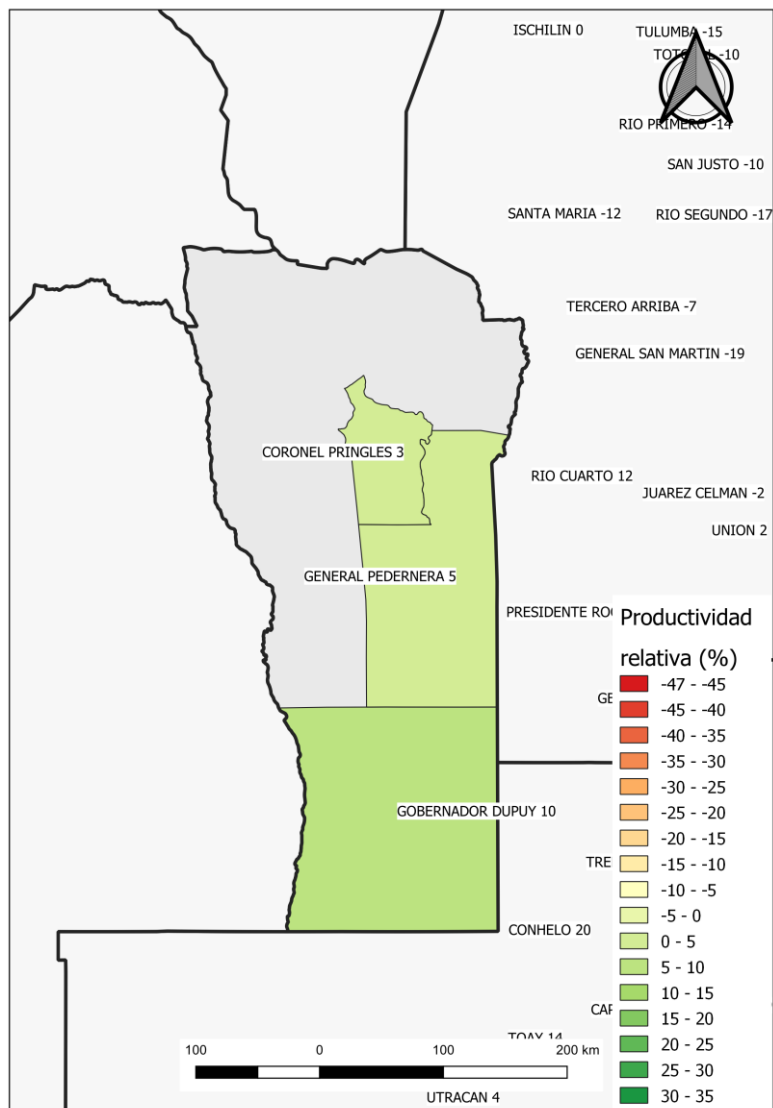 ISCHILIN 0
TULUMBA -15
RIO PRIMERO -14
SAN JUSTO -10
SANTA MARIA -12
RIO SEGUNDO -17
TERCERO ARRIBA -7
GENERAL SAN MARTIN -19
CORONEL PRINGLES 3
RIO CUARTO 12
JUAREZ CELMAN -2
UNION 2
GENERAL PEDERNERA 5
PRESIDENTE
GOBERNADOR DUPUY 10
CONHELO 20
TOAY 14
UTRACAN 4
Productividad
relativa (%)
-47 - -45
-45 - -40
-40 - -35
-35 - -30
-30 - -25
-25 - -20
-20 - -15
-15 - -10
-10 - -5
-5 - 0
0 - 5
5 - 10
10 - 15
15 - 20
20 - 25
25 - 30
30 - 35
100 0 100 200 km